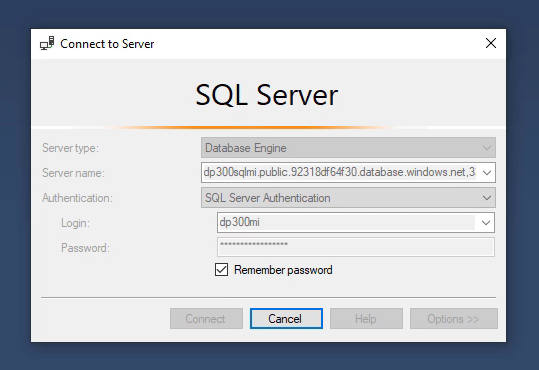 Connect to Server
SQL Server
Server type: Database Engine
Server name: dp300sqlmi.public.92318df64f30.database.windows.net,3
Authentication: SQL Server Authentication
Login: dp300mi
Password: *****************
Remember password
Connect Cancel Help Options >>